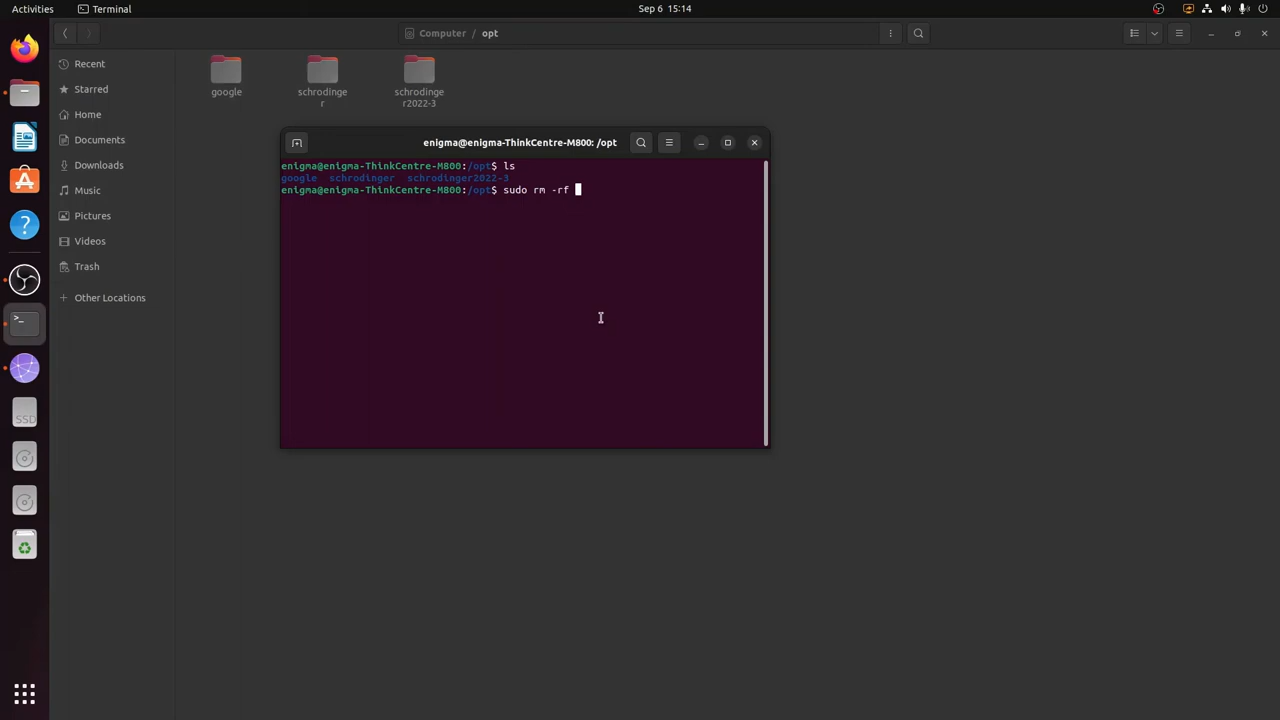 Activities
Terminal
Sep 6 15:14
Computer / opt
Recent
Starred
Home
Documents
Downloads
Music
Pictures
Videos
Trash
+ Other Locations
google
schrodinge
r
schrodinge
r2022-3
enigma@enigma-ThinkCentre-M800: /opt
enigma@enigma-ThinkCentre-M800:/opt$ ls
google schrodinger schrodinger2022-3
enigma@enigma-ThinkCentre-M800:/opt$ sudo rm -rf
>_
SSD
?